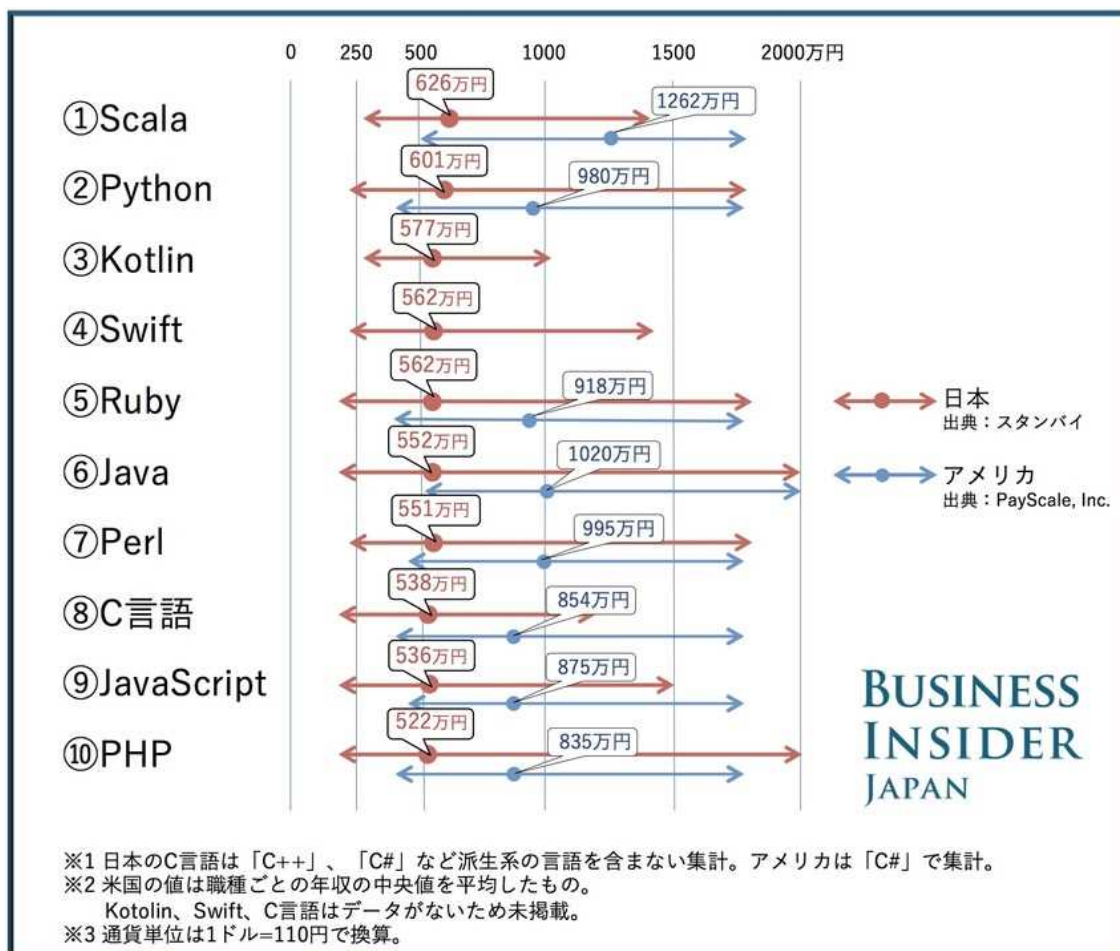 0 250 500 1000 1500 2000万円
626万円
①Scala
1262万円
601万円
②Python
980万円
577万円
③Kotlin
562万円
④Swift
562万円
⑤Ruby
918万円
日本
出典：スタンバイ
552万円
⑥Java
1020万円
アメリカ
出典：PayScale, Inc.
551万円
⑦Perl
995万円
538万円
⑧C言語
854万円
536万円
⑨JavaScript
875万円
522万円
⑩PHP
835万円
BUSINESS
INSIDER
JAPAN
※1 日本のC言語は「C++」、「C#」など派生系の言語を含まない集計。アメリカは「C#」で集計。
※2 米国の値は職種ごとの年収の中央値を平均したもの。
Kotolin、Swift、C言語はデータがないため未掲載。
※3 通貨単位は1ドル=110円で換算。